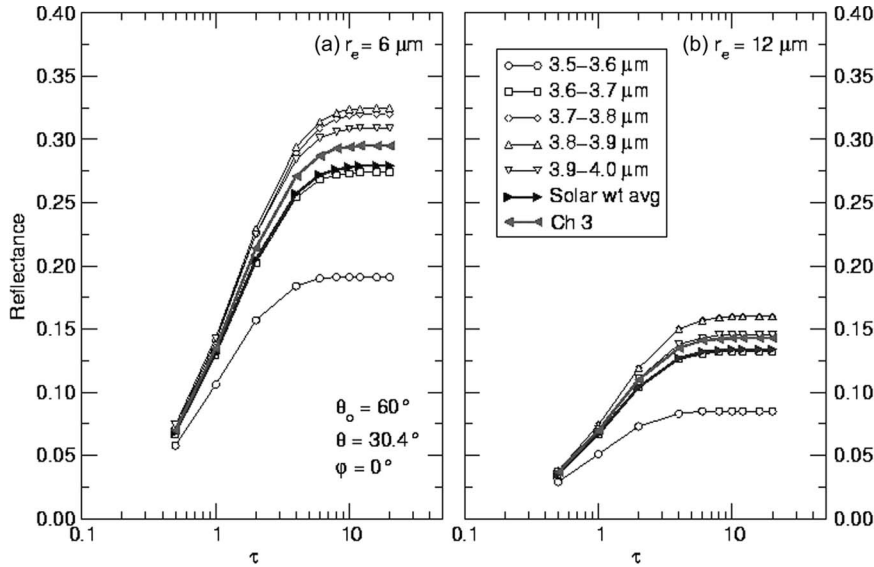 (a) rₑ = 6 μm
(b) rₑ = 12 μm
0.40
0.35
0.30
0.25
0.20
0.15
0.10
0.05
0.00
Reflectance
θₒ = 60°
θ = 30.4°
φ = 0°
0.1
1
10
τ
3.5–3.6 μm
3.6–3.7 μm
3.7–3.8 μm
3.8–3.9 μm
3.9–4.0 μm
Solar wt avg
Ch 3
0.1
1
10
τ
0.40
0.35
0.30
0.25
0.20
0.15
0.10
0.05
0.00